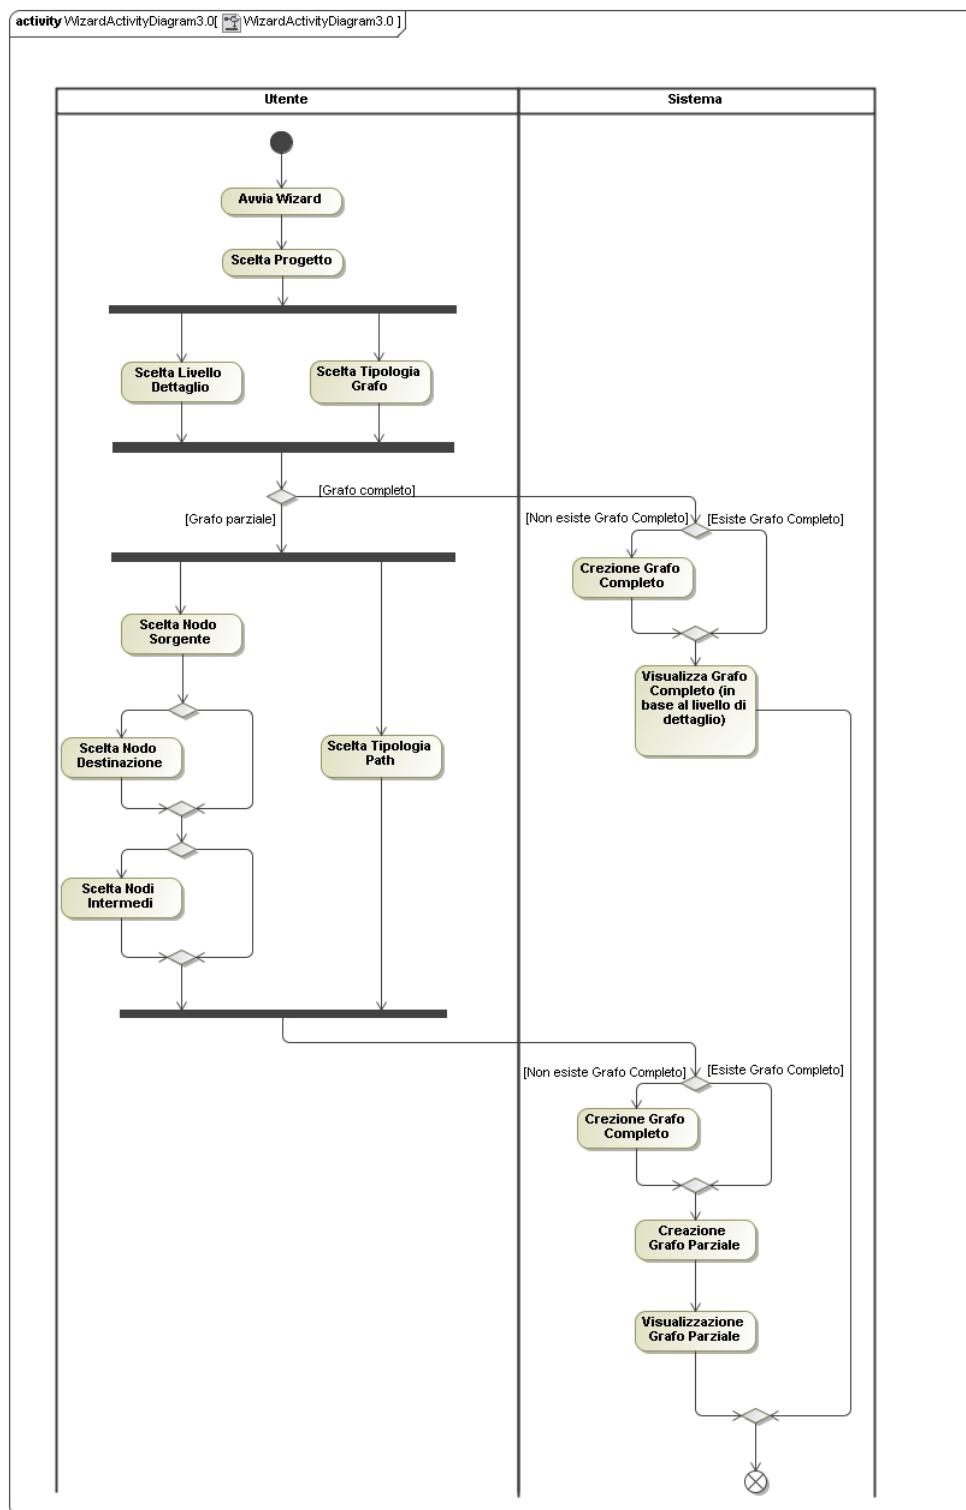 activity WizardActivityDiagram3.0[ WizardActivityDiagram3.0 ]
Utente
Sistema
Avvia Wizard
Scelta Progetto
Scelta Livello
Dettaglio
Scelta Tipologia
Grafo
[Grafo completo]
[Grafo parziale]
[Non esiste Grafo Completo]
[Esiste Grafo Completo]
Crezione Grafo
Completo
Scelta Nodo
Sorgente
Visualizza Grafo
Completo (in
base al livello di
dettaglio)
Scelta Nodo
Destinazione
Scelta Tipologia
Path
Scelta Nodi
Intermedi
[Non esiste Grafo Completo]
[Esiste Grafo Completo]
Crezione Grafo
Completo
Creazione
Grafo Parziale
Visualizzazione
Grafo Parziale